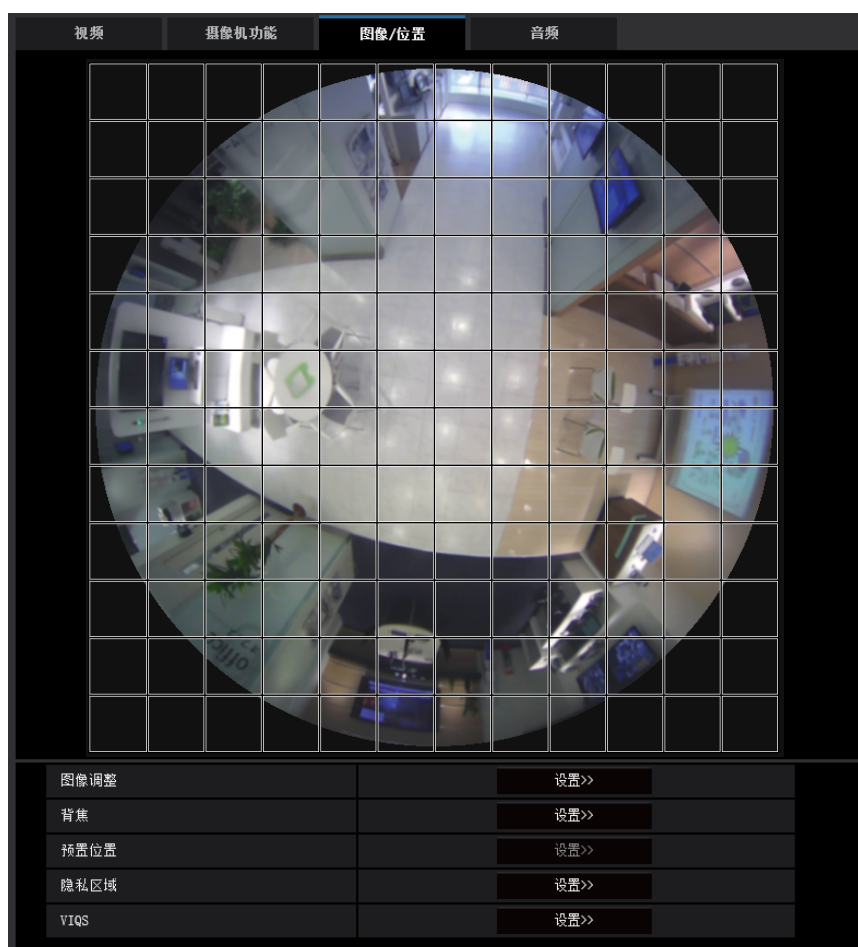 视频 摄像机功能 图像/位置 音频
office
图像调整 设置>>
背焦 设置>>
预置位置 设置>>
隐私区域 设置>>
VIQS 设置>>